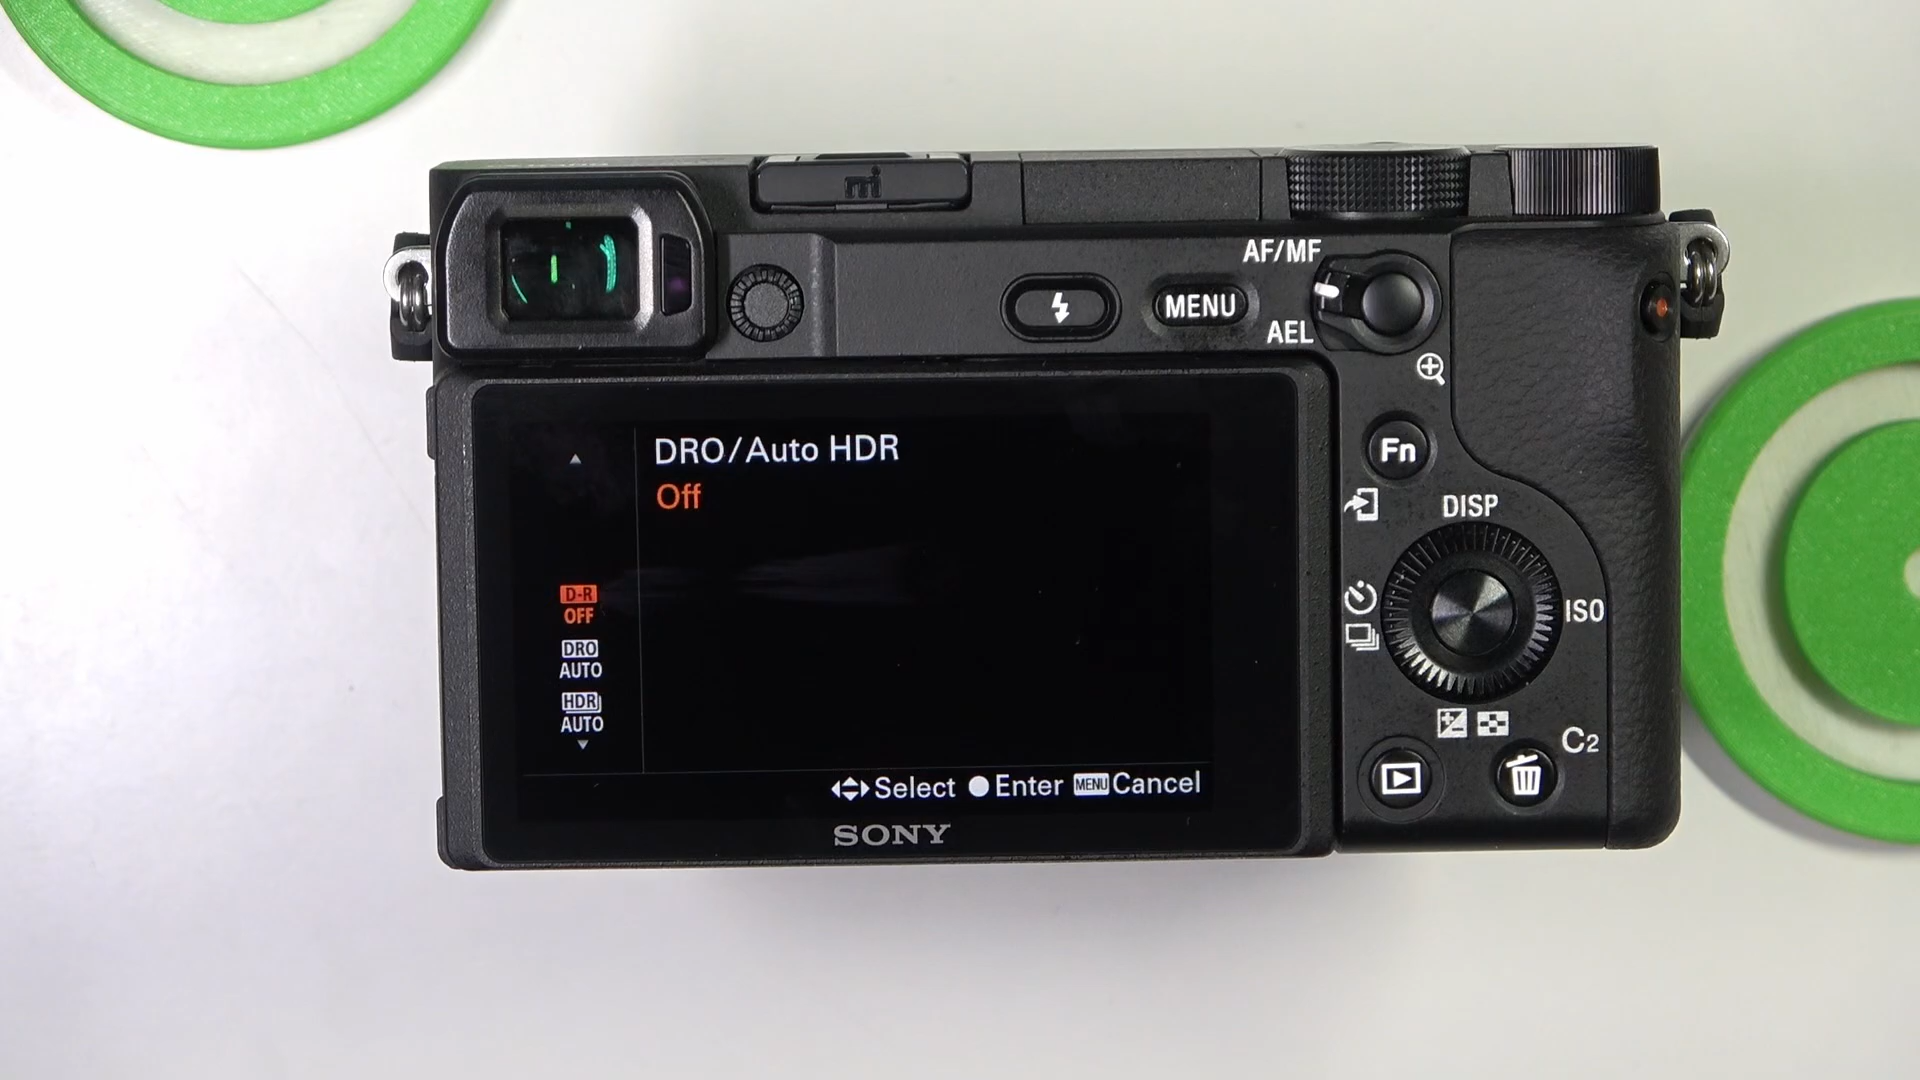 mi
AF/MF
MENU
AEL
DRO/Auto HDR
Off
Fn
DISP
D-R
OFF
DRO
AUTO
HDR
AUTO
ISO
C2
Select Enter MENU Cancel
SONY